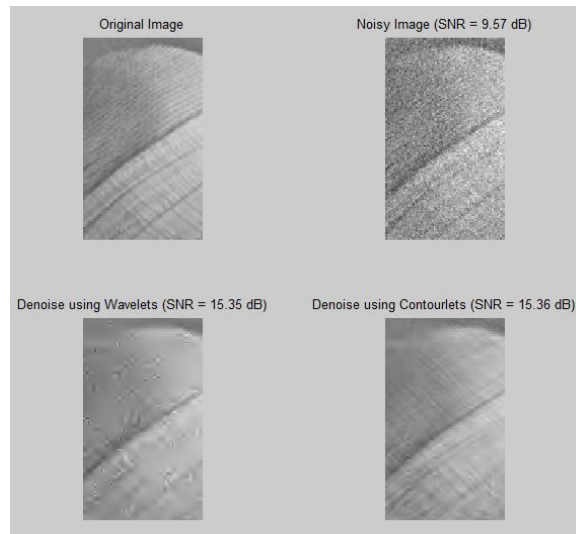 Original Image
Noisy Image (SNR = 9.57 dB)
Denoise using Wavelets (SNR = 15.35 dB)
Denoise using Contourlets (SNR = 15.36 dB)